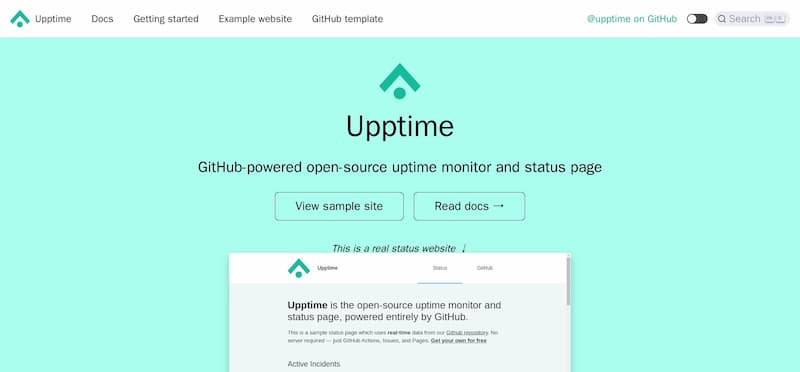 Upptime Docs Getting started Example website GitHub template @upptime on GitHub Search
Upptime
GitHub-powered open-source uptime monitor and status page
View sample site Read docs →
This is a real status website ↓
Upptime Status GitHub
Upptime is the open-source uptime monitor and
status page, powered entirely by GitHub.
This is a sample status page which uses real-time data from our Github repository. No
server required — just GitHub Actions, Issues, and Pages. Get your own for free
Active Incidents